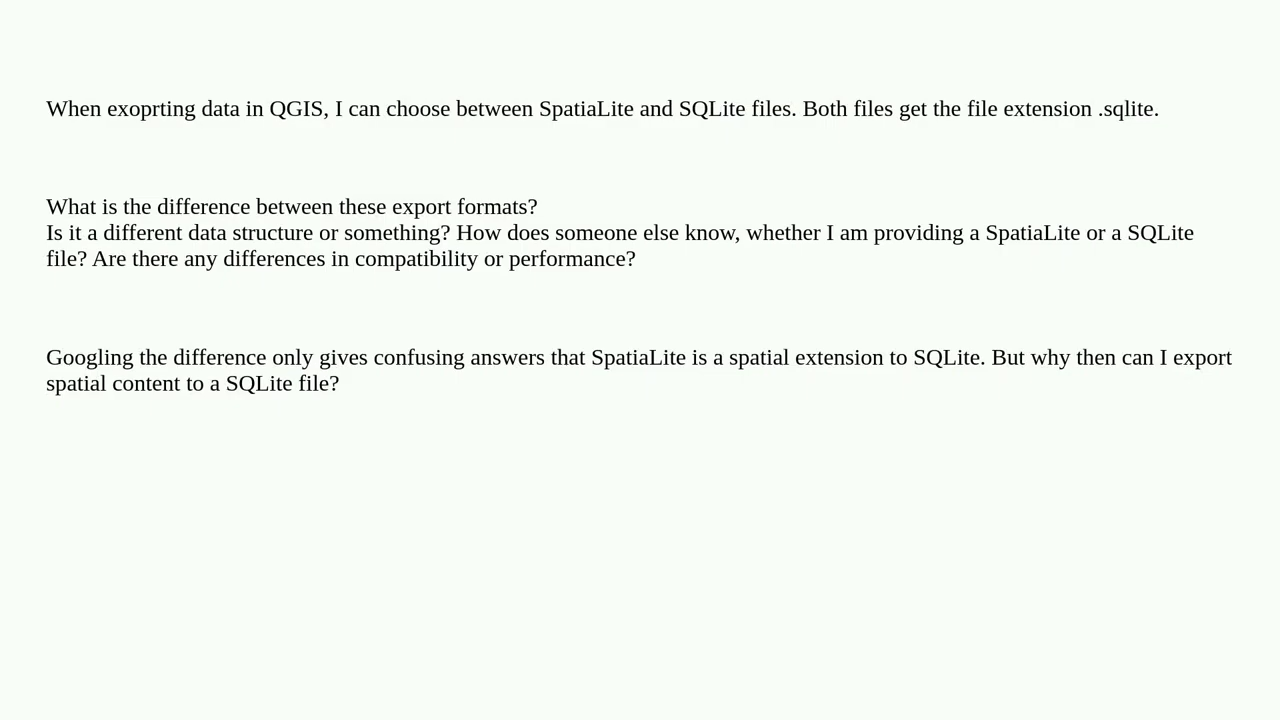 When exoprting data in QGIS, I can choose between SpatiaLite and SQLite files. Both files get the file extension .sqlite.
What is the difference between these export formats?
Is it a different data structure or something? How does someone else know, whether I am providing a SpatiaLite or a SQLite
file? Are there any differences in compatibility or performance?
Googling the difference only gives confusing answers that SpatiaLite is a spatial extension to SQLite. But why then can I export
spatial content to a SQLite file?